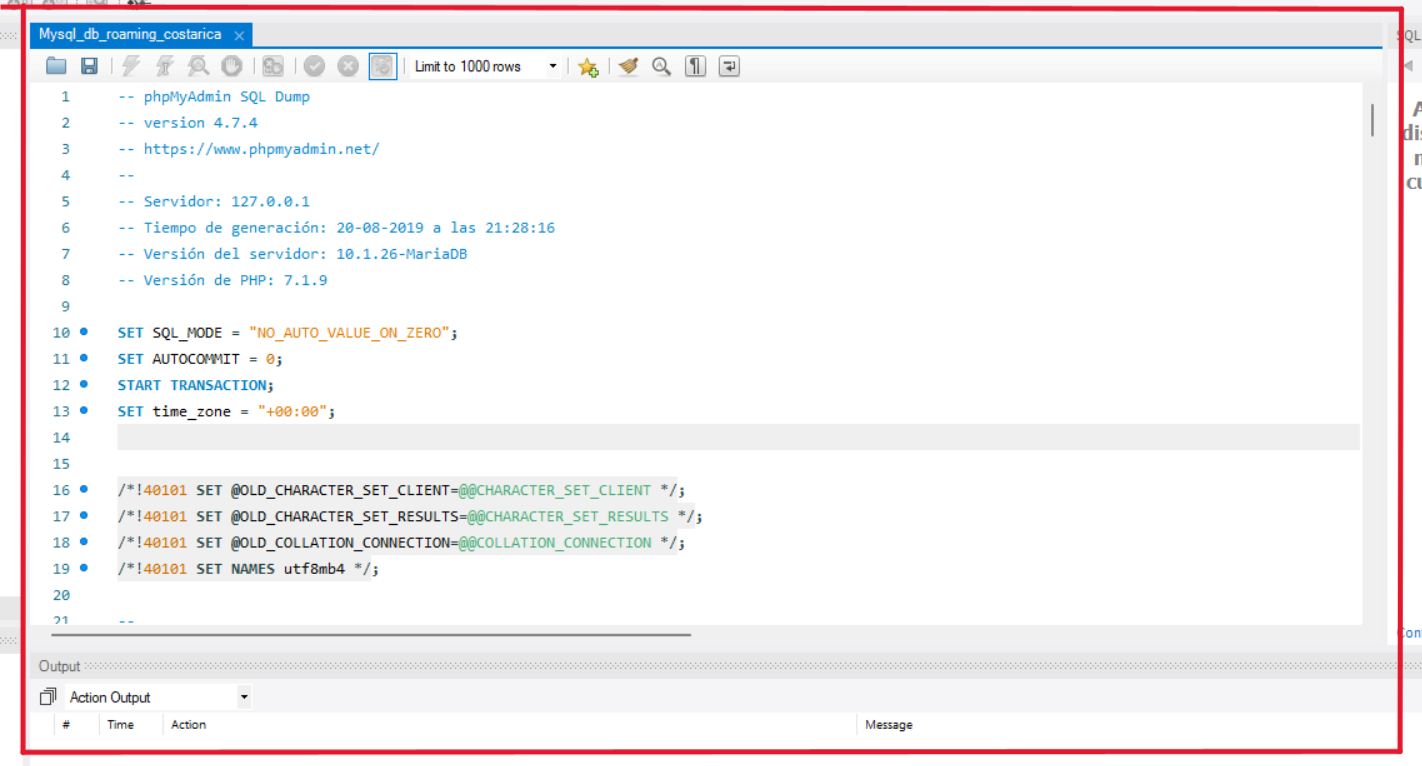 Mysql_db_roaming_costarica
Limit to 1000 rows
1 -- phpMyAdmin SQL Dump
2 -- version 4.7.4
3 -- https://www.phpmyadmin.net/
4 --
5 -- Servidor: 127.0.0.1
6 -- Tiempo de generación: 20-08-2019 a las 21:28:16
7 -- Versión del servidor: 10.1.26-MariaDB
8 -- Versión de PHP: 7.1.9
9
10 SET SQL_MODE = "NO_AUTO_VALUE_ON_ZERO";
11 SET AUTOCOMMIT = 0;
12 START TRANSACTION;
13 SET time_zone = "+00:00";
14
15
16 /*!40101 SET @OLD_CHARACTER_SET_CLIENT=@@CHARACTER_SET_CLIENT */;
17 /*!40101 SET @OLD_CHARACTER_SET_RESULTS=@@CHARACTER_SET_RESULTS */;
18 /*!40101 SET @OLD_COLLATION_CONNECTION=@@COLLATION_CONNECTION */;
19 /*!40101 SET NAMES utf8mb4 */;
20
21 --
Output
Action Output
# Time Action Message